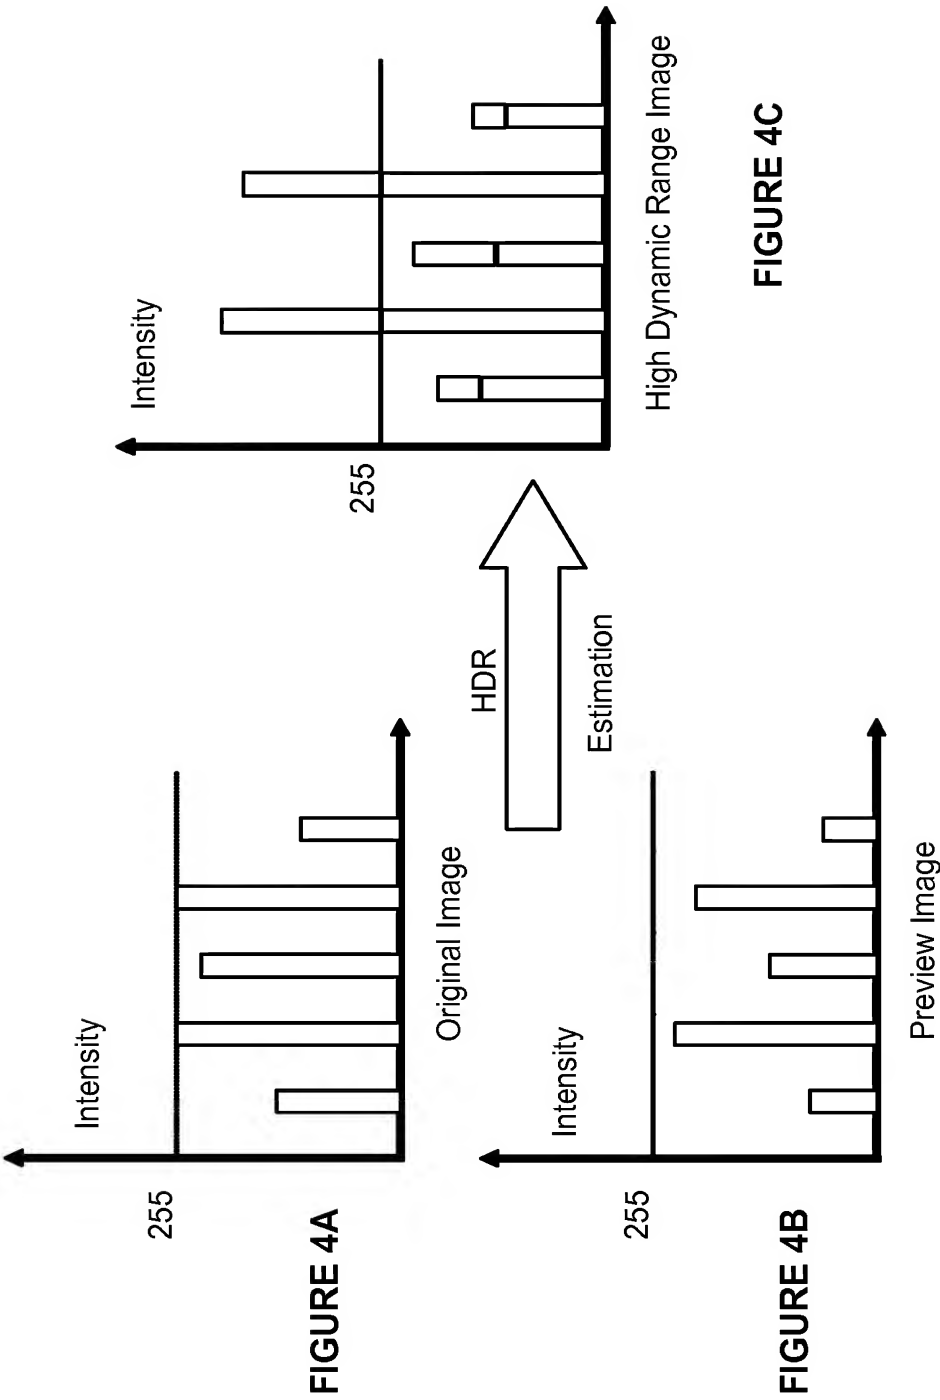 Intensity
255
Original Image
FIGURE 4A
Intensity
255
Preview Image
FIGURE 4B
HDR
Estimation
Intensity
255
High Dynamic Range Image
FIGURE 4C